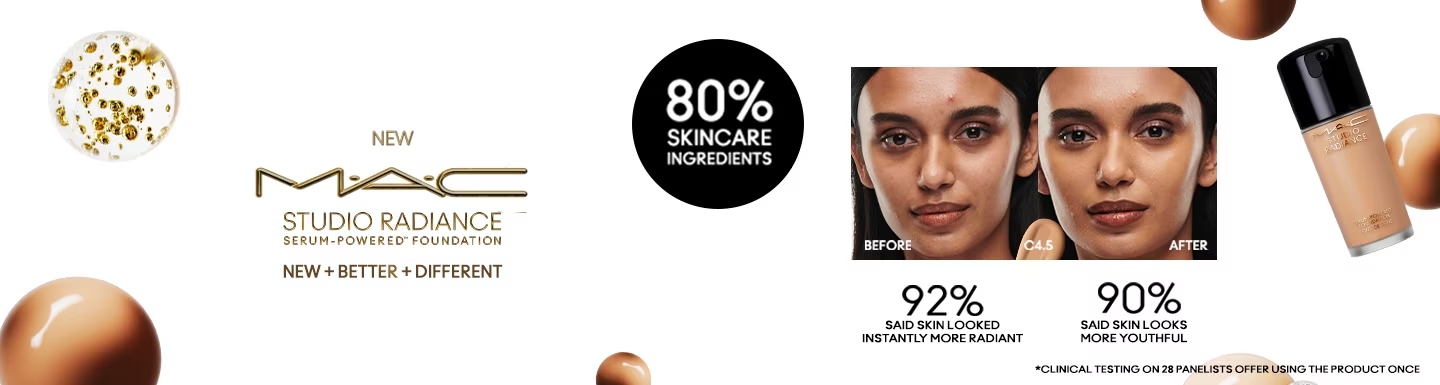 NEW
M·A·C
STUDIO RADIANCE
SERUM-POWERED™ FOUNDATION
NEW + BETTER + DIFFERENT
80%
SKINCARE
INGREDIENTS
BEFORE
C4.5
AFTER
92%
SAID SKIN LOOKED
INSTANTLY MORE RADIANT
90%
SAID SKIN LOOKS
MORE YOUTHFUL
M·A·C
STUDIO
RADIANCE
*CLINICAL TESTING ON 28 PANELISTS OFFER USING THE PRODUCT ONCE